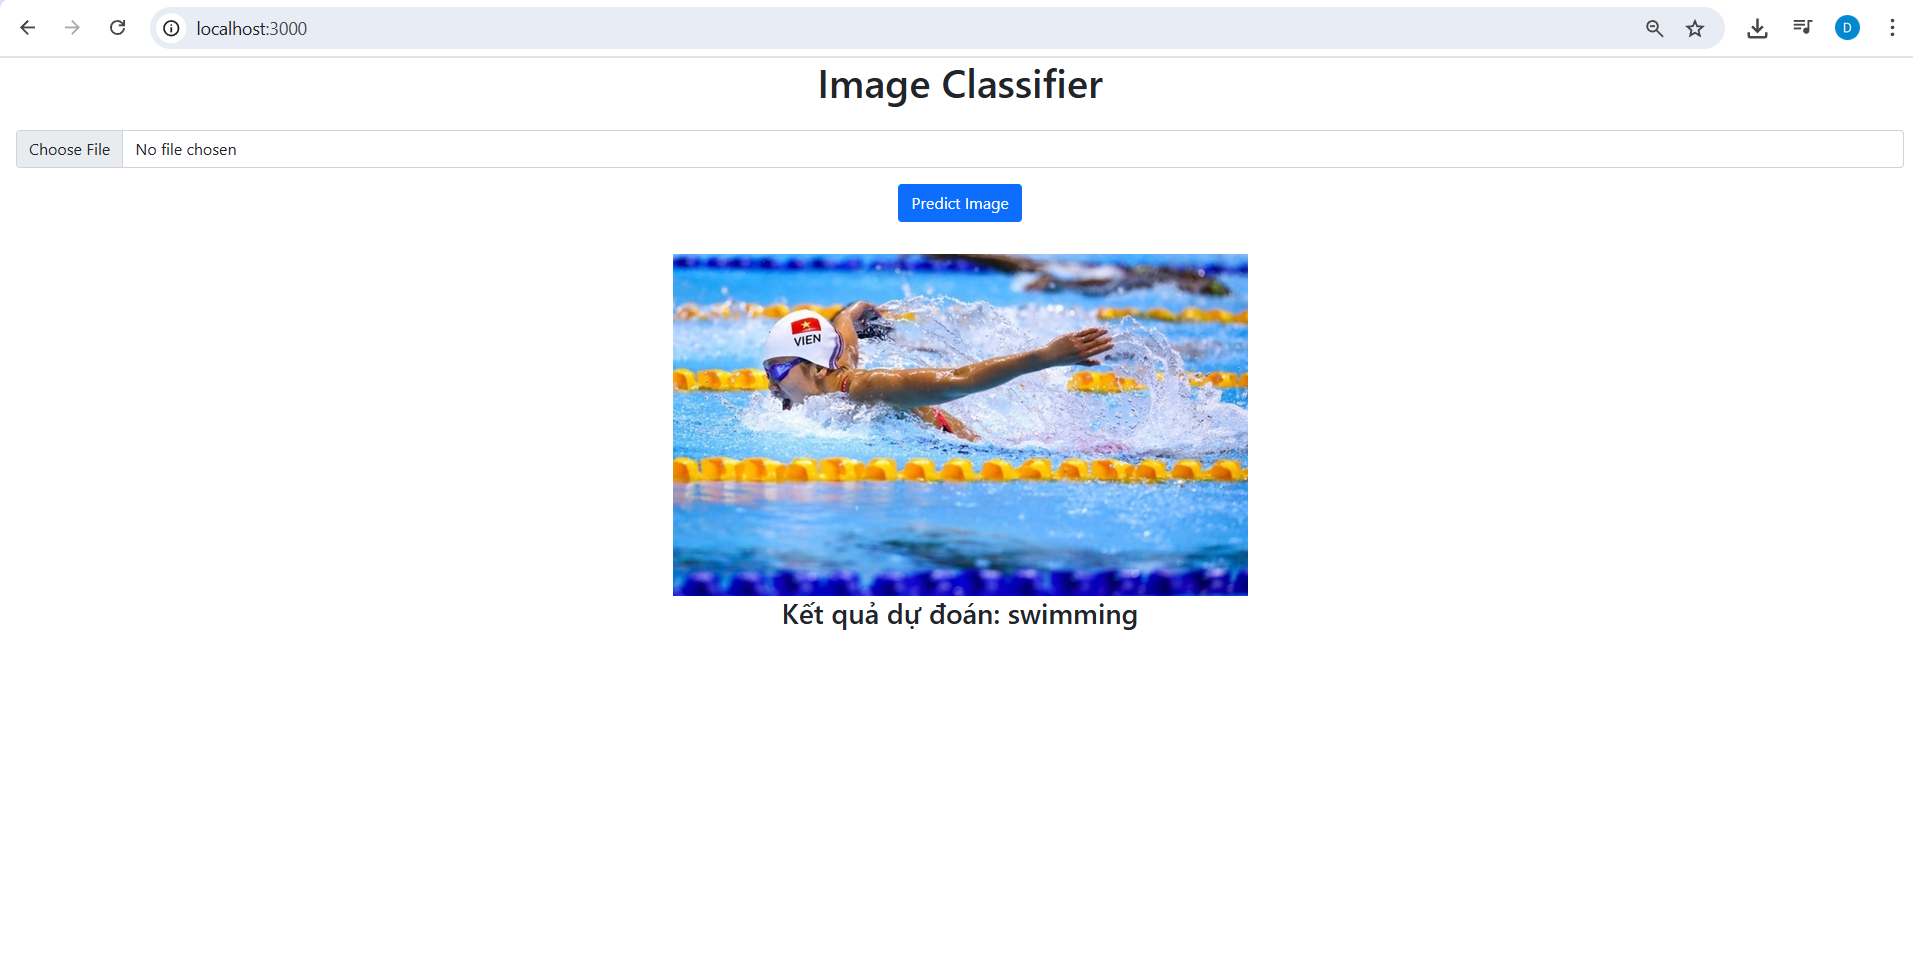 localhost:3000
D
Image Classifier
Choose File No file chosen
Predict Image
VIEN
Kết quả dự đoán: swimming